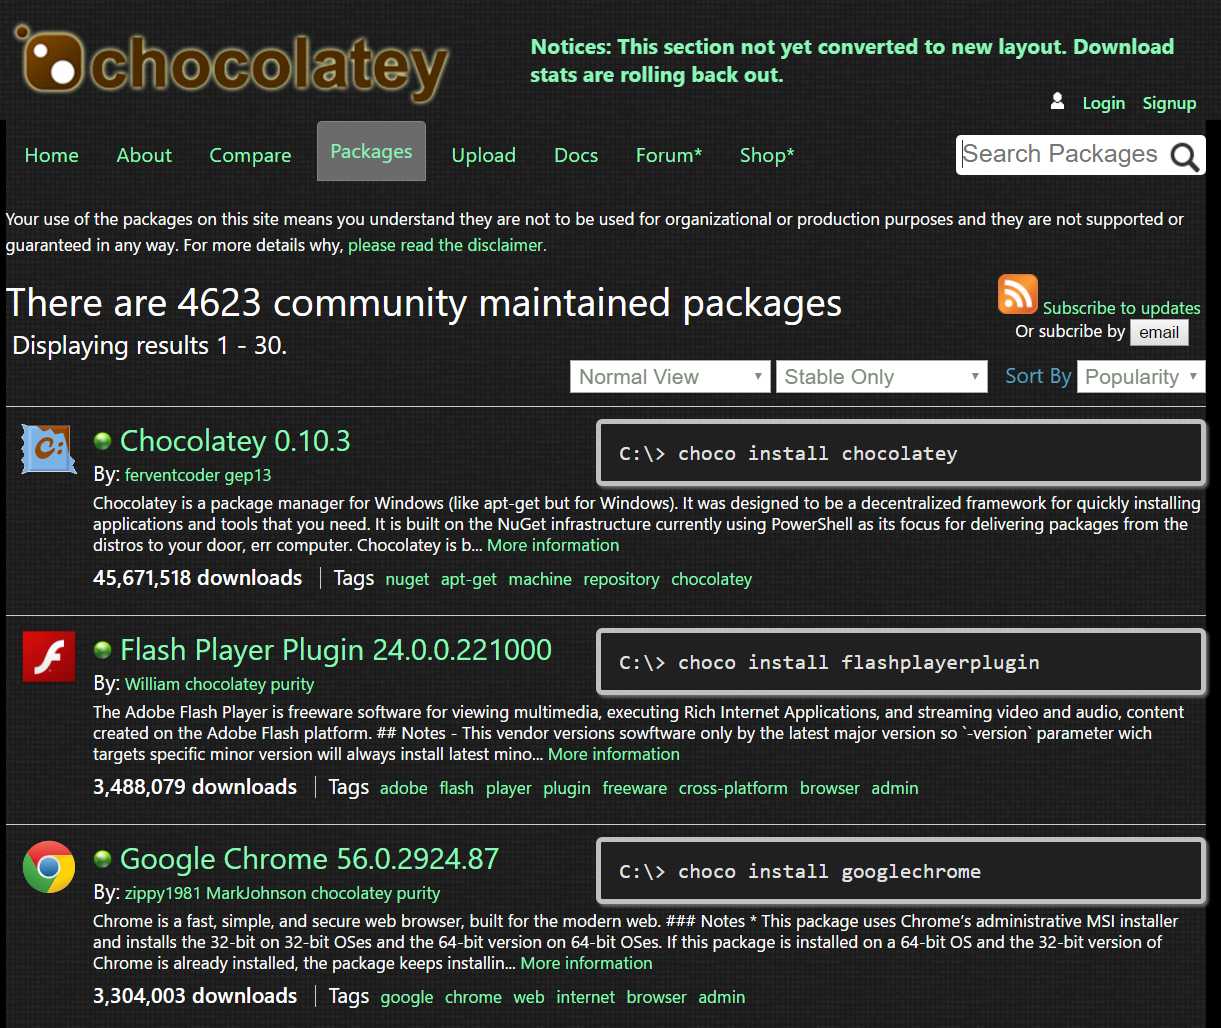 chocolatey
Notices: This section not yet converted to new layout. Download
stats are rolling back out.
Login Signup
Home About Compare Packages Upload Docs Forum* Shop*
Search Packages
Your use of the packages on this site means you understand they are not to be used for organizational or production purposes and they are not supported or
guaranteed in any way. For more details why, please read the disclaimer.
There are 4623 community maintained packages
Displaying results 1 - 30.
Subscribe to updates
Or subcribe by email
Normal View Stable Only Sort By Popularity
C:
Chocolatey 0.10.3
C:\> choco install chocolatey
By: ferventcoder gep13
Chocolatey is a package manager for Windows (like apt-get but for Windows). It was designed to be a decentralized framework for quickly installing
applications and tools that you need. It is built on the NuGet infrastructure currently using PowerShell as its focus for delivering packages from the
distros to your door, err computer. Chocolatey is b... More information
45,671,518 downloads | Tags nuget apt-get machine repository chocolatey
Flash Player Plugin 24.0.0.221000
C:\> choco install flashplayerplugin
By: William chocolatey purity
The Adobe Flash Player is freeware software for viewing multimedia, executing Rich Internet Applications, and streaming video and audio, content
created on the Adobe Flash platform. ## Notes - This vendor versions sowftware only by the latest major version so `-version` parameter wich
targets specific minor version will always install latest mino... More information
3,488,079 downloads | Tags adobe flash player plugin freeware cross-platform browser admin
Google Chrome 56.0.2924.87
C:\> choco install googlechrome
By: zippy1981 MarkJohnson chocolatey purity
Chrome is a fast, simple, and secure web browser, built for the modern web. ### Notes * This package uses Chrome's administrative MSI installer
and installs the 32-bit on 32-bit OSes and the 64-bit version on 64-bit OSes. If this package is installed on a 64-bit OS and the 32-bit version of
Chrome is already installed, the package keeps installin... More information
3,304,003 downloads | Tags google chrome web internet browser admin